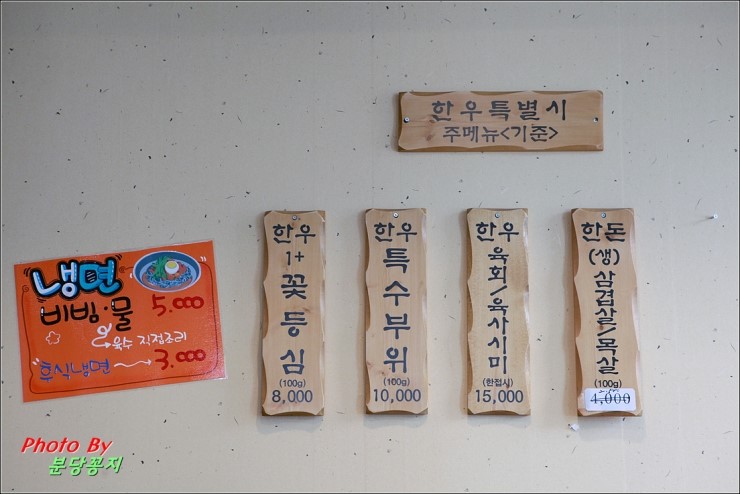 한우특별시
주메뉴<기준>
냉면
비빔·물 5.000
육수 직접조리
후식냉면 3.000
한우
1+
꽃
등
심
(100g)
8,000
한우
특
수
부
위
(100g)
10,000
한우
육회/육사시미
(한접시)
15,000
한돈
(생)
삼겹살/목살
(100g)
4,000
Photo By
분당꽁지